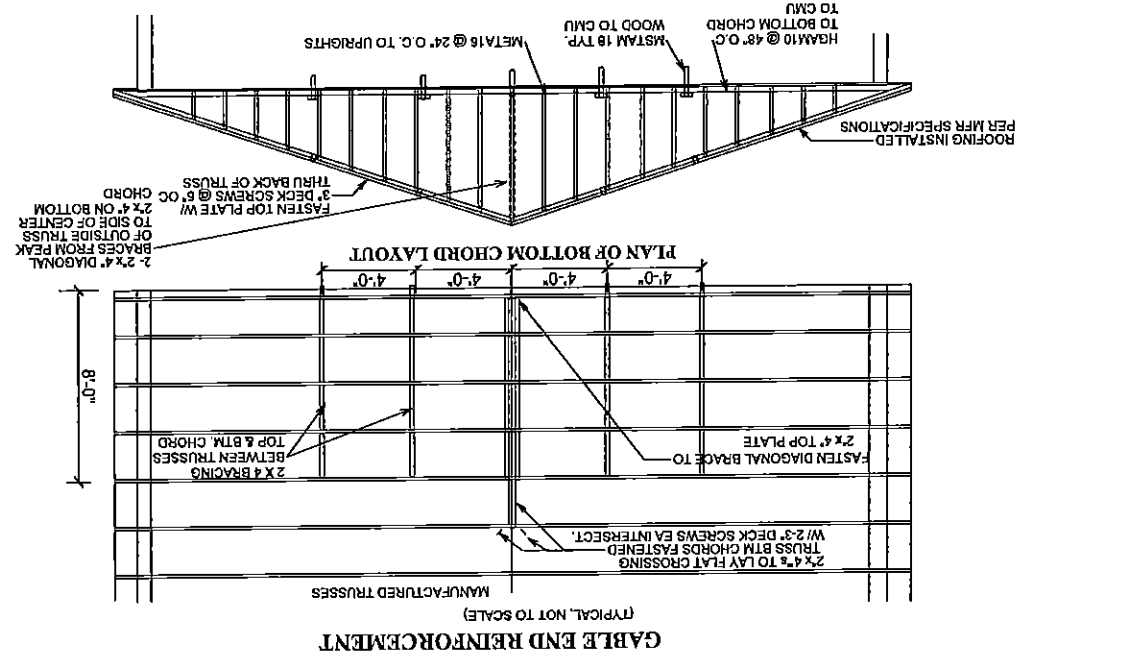 GABLE END REINFORCEMENT
(TYPICAL, NOT TO SCALE)
MANUFACTURED TRUSSES
2"x 4"s TO LAY FLAT CROSSING
TRUSS BTM CHORDS FASTENED
W/ 2-3" DECK SCREWS EA INTERSECT.
FASTEN DIAGONAL BRACE TO
2"x 4" TOP PLATE
2 X 4 BRACING
BETWEEN TRUSSES
TOP & BTM. CHORD
8'-0"
4'-0"
4'-0"
4'-0"
4'-0"
PLAN OF BOTTOM CHORD LAYOUT
2- 2"x 4" DIAGONAL
BRACES FROM PEAK
OF OUTSIDE TRUSS
TO SIDE OF CENTER
2"x 4" ON BOTTOM
CHORD
FASTEN TOP PLATE W/
3" DECK SCREWS @ 6" OC
THRU BACK OF TRUSS
ROOFING INSTALLED
PER MFR SPECIFICATIONS
HGAM10 @ 48" O.C.
TO BOTTOM CHORD
TO CMU
MSTAM 18 TYP.
WOOD TO CMU
META16 @ 24" O.C. TO UPRIGHTS